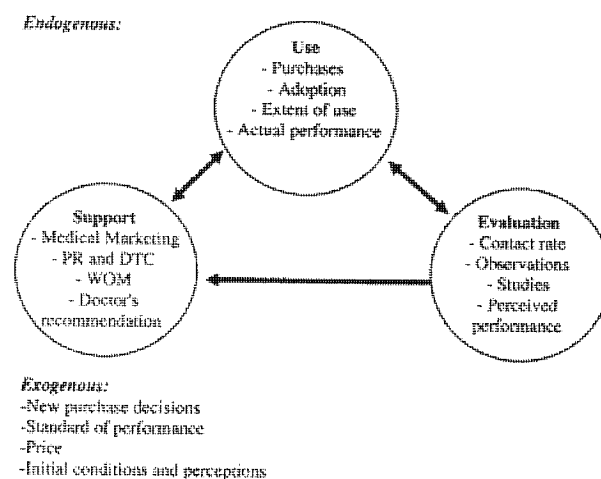 Endogenous:
Use
- Purchases
- Adoption
- Extent of use
- Actual performance
Support
- Medical Marketing
- PR and DTC
- WOM
- Doctor's
recommendation
Evaluation
- Contact rate
- Observations
- Studies
- Perceived
performance
Exogenous:
-New purchase decisions
-Standard of performance
-Price
-Initial conditions and perceptions